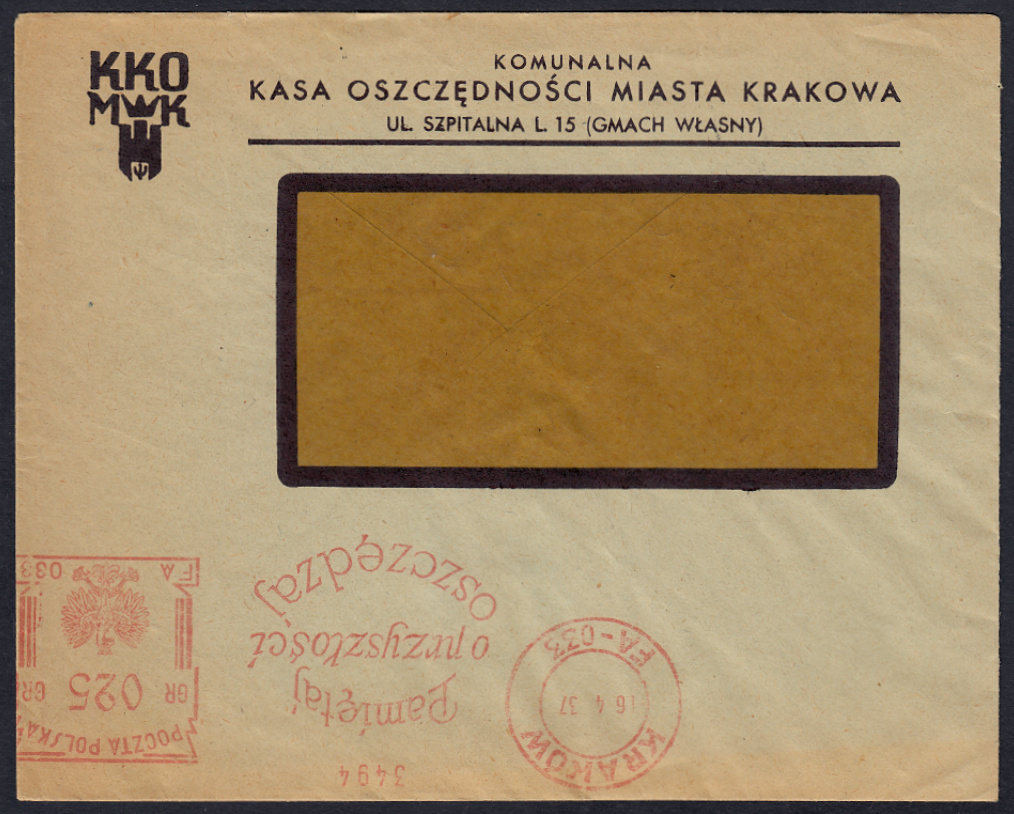 KKO
MK
KOMUNALNA
KASA OSZCZĘDNOŚCI MIASTA KRAKOWA
UL. SZPITALNA L. 15 (GMACH WŁASNY)
3494
Pamiętaj
o przyszłości
oszczędzaj
KRAKÓW
16 4 37
FA-033
POCZTA POLSKA
GR 025 GR
FA 033